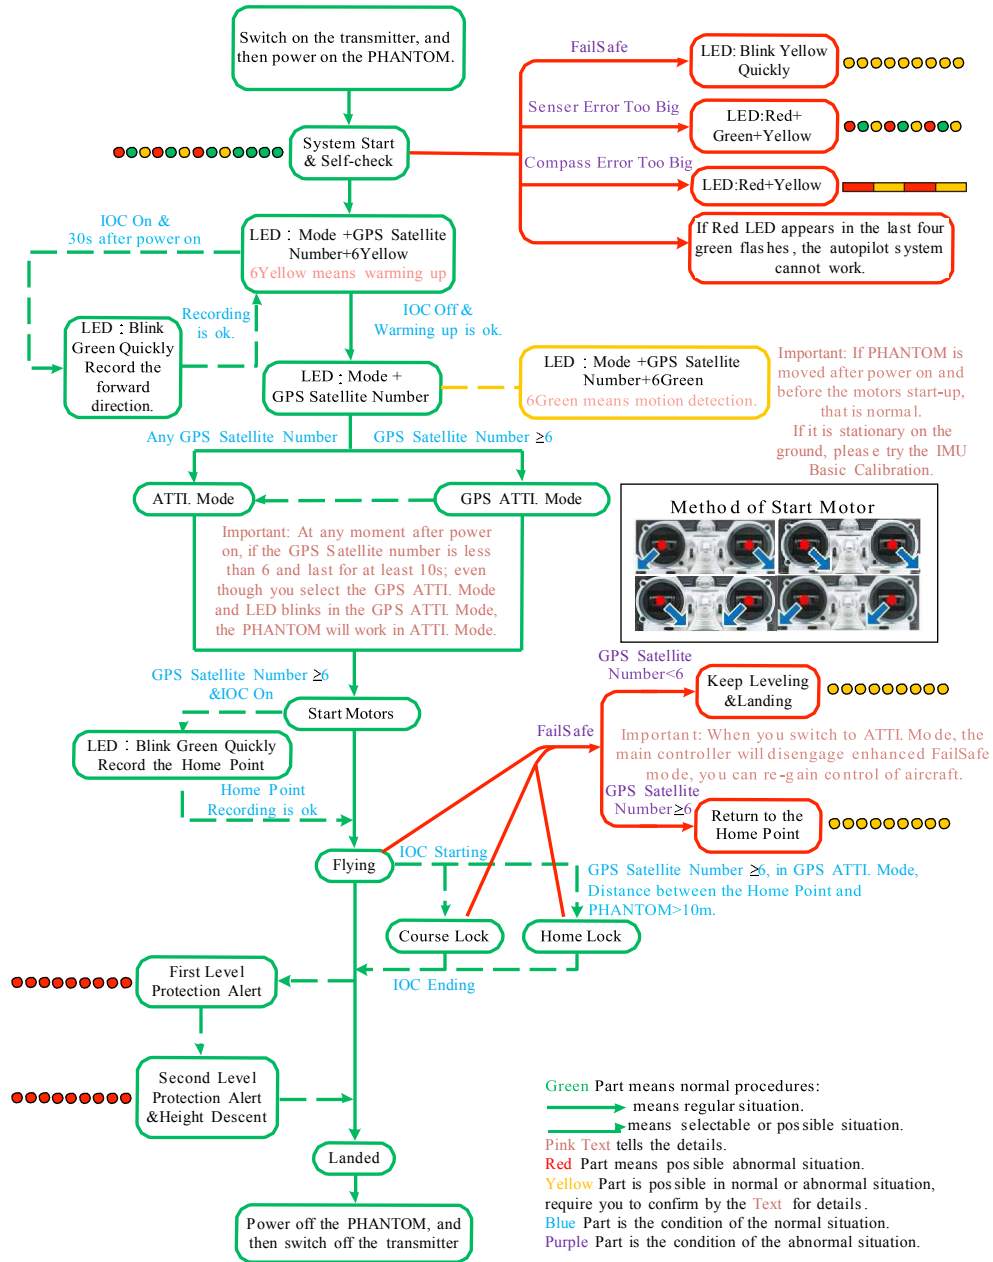 Switch on the transmitter, and
then power on the PHANTOM.
FailSafe
LED: Blink Yellow
Quickly
Senser Error Too Big
LED:Red+
Green+Yellow
System Start
& Self-check
Compass Error Too Big
LED:Red+Yellow
If Red LED appears in the last four
green flashes, the autopilot system
cannot work.
IOC On &
30s after power on
LED : Mode +GPS Satellite
Number+6Yellow
6Yellow means warming up
Recording
is ok.
IOC Off &
Warming up is ok.
LED : Blink
Green Quickly
Record the
forward
direction.
LED : Mode +
GPS Satellite Number
LED : Mode +GPS Satellite
Number+6Green
6Green means motion detection.
Important: If PHANTOM is
moved after power on and
before the motors start-up,
that is normal.
If it is stationary on the
ground, please try the IMU
Basic Calibration.
Any GPS Satellite Number
GPS Satellite Number ≥6
ATTI. Mode
GPS ATTI. Mode
Important: At any moment after power
on, if the GPS Satellite number is less
than 6 and last for at least 10s; even
though you select the GPS ATTI. Mode
and LED blinks in the GPS ATTI. Mode,
the PHANTOM will work in ATTI. Mode.
Method of Start Motor
GPS Satellite Number ≥6
&IOC On
Start Motors
LED : Blink Green Quickly
Record the Home Point
Home Point
Recording is ok
GPS Satellite
Number<6
Keep Leveling
&Landing
FailSafe
Important: When you switch to ATTI. Mode, the
main controller will disengage enhanced FailSafe
mode, you can re-gain control of aircraft.
GPS Satellite
Number≥6
Return to the
Home Point
Flying
IOC Starting
GPS Satellite Number ≥6, in GPS ATTI. Mode,
Distance between the Home Point and
PHANTOM>10m.
Course Lock
Home Lock
IOC Ending
First Level
Protection Alert
Second Level
Protection Alert
&Height Descent
Landed
Power off the PHANTOM, and
then switch off the transmitter
Green Part means normal procedures:
means regular situation.
means selectable or possible situation.
Pink Text tells the details.
Red Part means possible abnormal situation.
Yellow Part is possible in normal or abnormal situation,
require you to confirm by the Text for details.
Blue Part is the condition of the normal situation.
Purple Part is the condition of the abnormal situation.